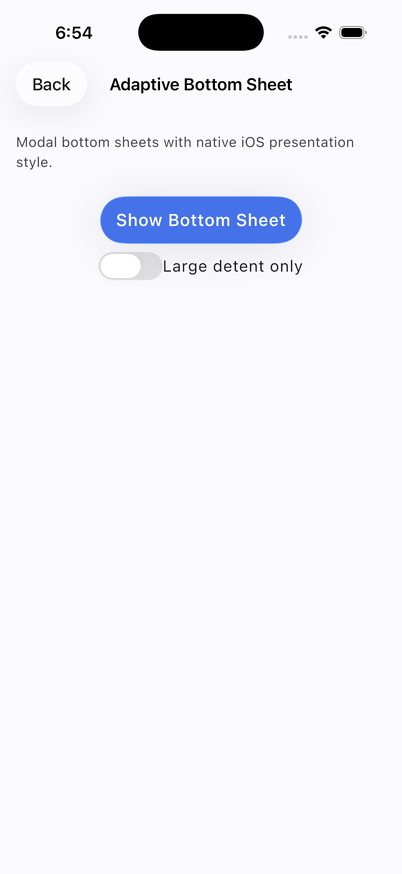 6:54
Back
Adaptive Bottom Sheet
Modal bottom sheets with native iOS presentation
style.
Show Bottom Sheet
Large detent only